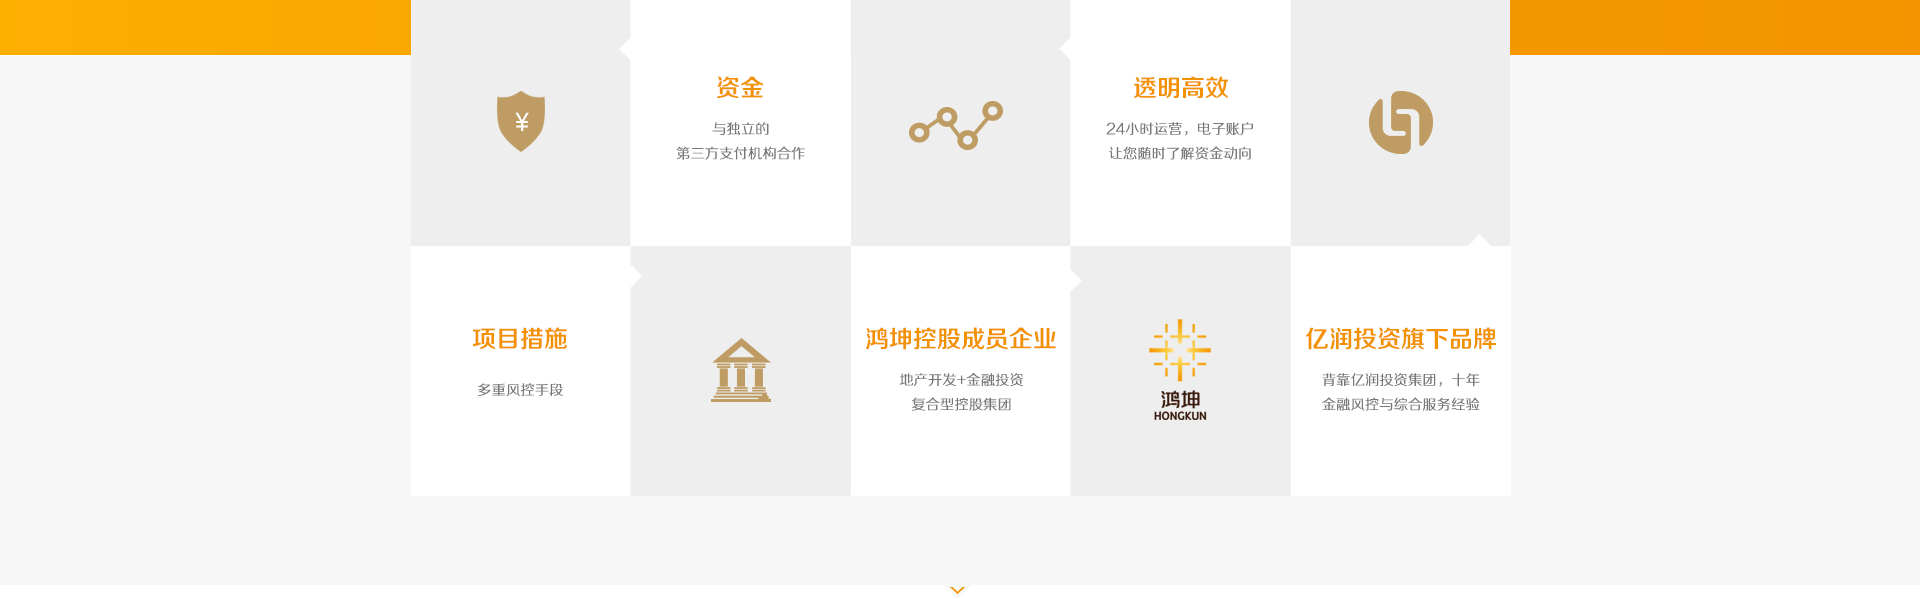 ¥
资金
与独立的
第三方支付机构合作
透明高效
24小时运营，电子账户
让您随时了解资金动向
项目措施
多重风控手段
鸿坤控股成员企业
地产开发+金融投资
复合型控股集团
鸿坤
HONGKUN
亿润投资旗下品牌
背靠亿润投资集团，十年
金融风控与综合服务经验